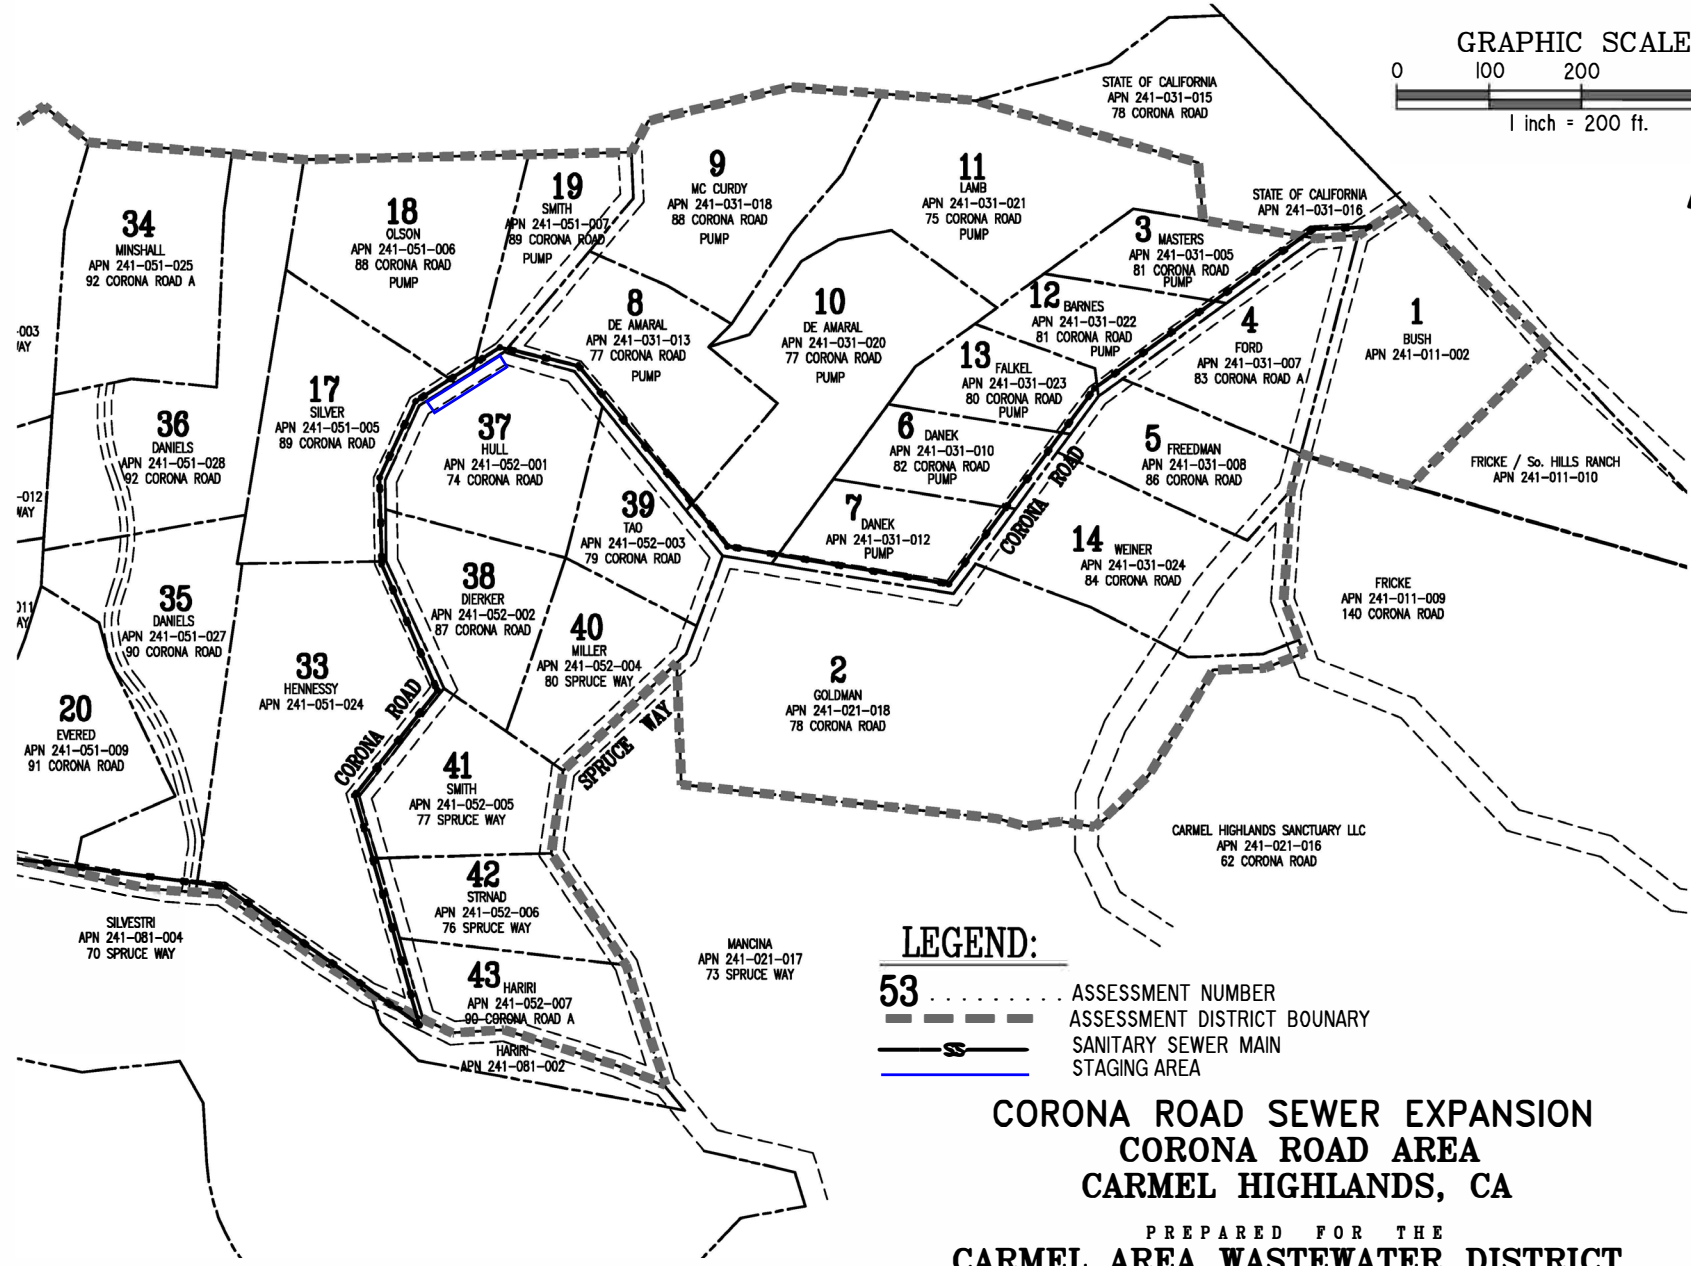 GRAPHIC SCALE
0 100 200
1 inch = 200 ft.
STATE OF CALIFORNIA
APN 241-031-015
78 CORONA ROAD
STATE OF CALIFORNIA
APN 241-031-016
9
MC CURDY
APN 241-031-018
88 CORONA ROAD
PUMP
11
LAMB
APN 241-031-021
75 CORONA ROAD
PUMP
19
SMITH
APN 241-051-007
89 CORONA ROAD
PUMP
18
OLSON
APN 241-051-006
88 CORONA ROAD
PUMP
34
MINSHALL
APN 241-051-025
92 CORONA ROAD A
3 MASTERS
APN 241-031-005
81 CORONA ROAD
PUMP
12 BARNES
APN 241-031-022
81 CORONA ROAD
PUMP
8
DE AMARAL
APN 241-031-013
77 CORONA ROAD
PUMP
10
DE AMARAL
APN 241-031-020
77 CORONA ROAD
PUMP
4
FORD
APN 241-031-007
83 CORONA ROAD A
1
BUSH
APN 241-011-002
-003
WAY
13 FALKEL
APN 241-031-023
80 CORONA ROAD
PUMP
17
SILVER
APN 241-051-005
89 CORONA ROAD
36
DANIELS
APN 241-051-028
92 CORONA ROAD
37
HULL
APN 241-052-001
74 CORONA ROAD
6 DANEK
APN 241-031-010
82 CORONA ROAD
PUMP
5 FREEDMAN
APN 241-031-008
86 CORONA ROAD
FRICKE / So. HILLS RANCH
APN 241-011-010
-012
WAY
39
TAO
APN 241-052-003
79 CORONA ROAD
7 DANEK
APN 241-031-012
PUMP
CORONA ROAD
14 WEINER
APN 241-031-024
84 CORONA ROAD
38
DIERKER
APN 241-052-002
87 CORONA ROAD
FRICKE
APN 241-011-009
140 CORONA ROAD
011
AY
35
DANIELS
APN 241-051-027
90 CORONA ROAD
40
MILLER
APN 241-052-004
80 SPRUCE WAY
33
HENNESSY
APN 241-051-024
2
GOLDMAN
APN 241-021-018
78 CORONA ROAD
20
EVERED
APN 241-051-009
91 CORONA ROAD
CORONA ROAD
SPRUCE WAY
41
SMITH
APN 241-052-005
77 SPRUCE WAY
CARMEL HIGHLANDS SANCTUARY LLC
APN 241-021-016
62 CORONA ROAD
42
STRNAD
APN 241-052-006
76 SPRUCE WAY
SILVESTRI
APN 241-081-004
70 SPRUCE WAY
MANCINA
APN 241-021-017
73 SPRUCE WAY
43 HARIRI
APN 241-052-007
90 CORONA ROAD A
HARIRI
APN 241-081-002
LEGEND:
53 . . . . . . . . . ASSESSMENT NUMBER
ASSESSMENT DISTRICT BOUNARY
SS SANITARY SEWER MAIN
STAGING AREA
CORONA ROAD SEWER EXPANSION
CORONA ROAD AREA
CARMEL HIGHLANDS, CA
PREPARED FOR THE
CARMEL AREA WASTEWATER DISTRICT